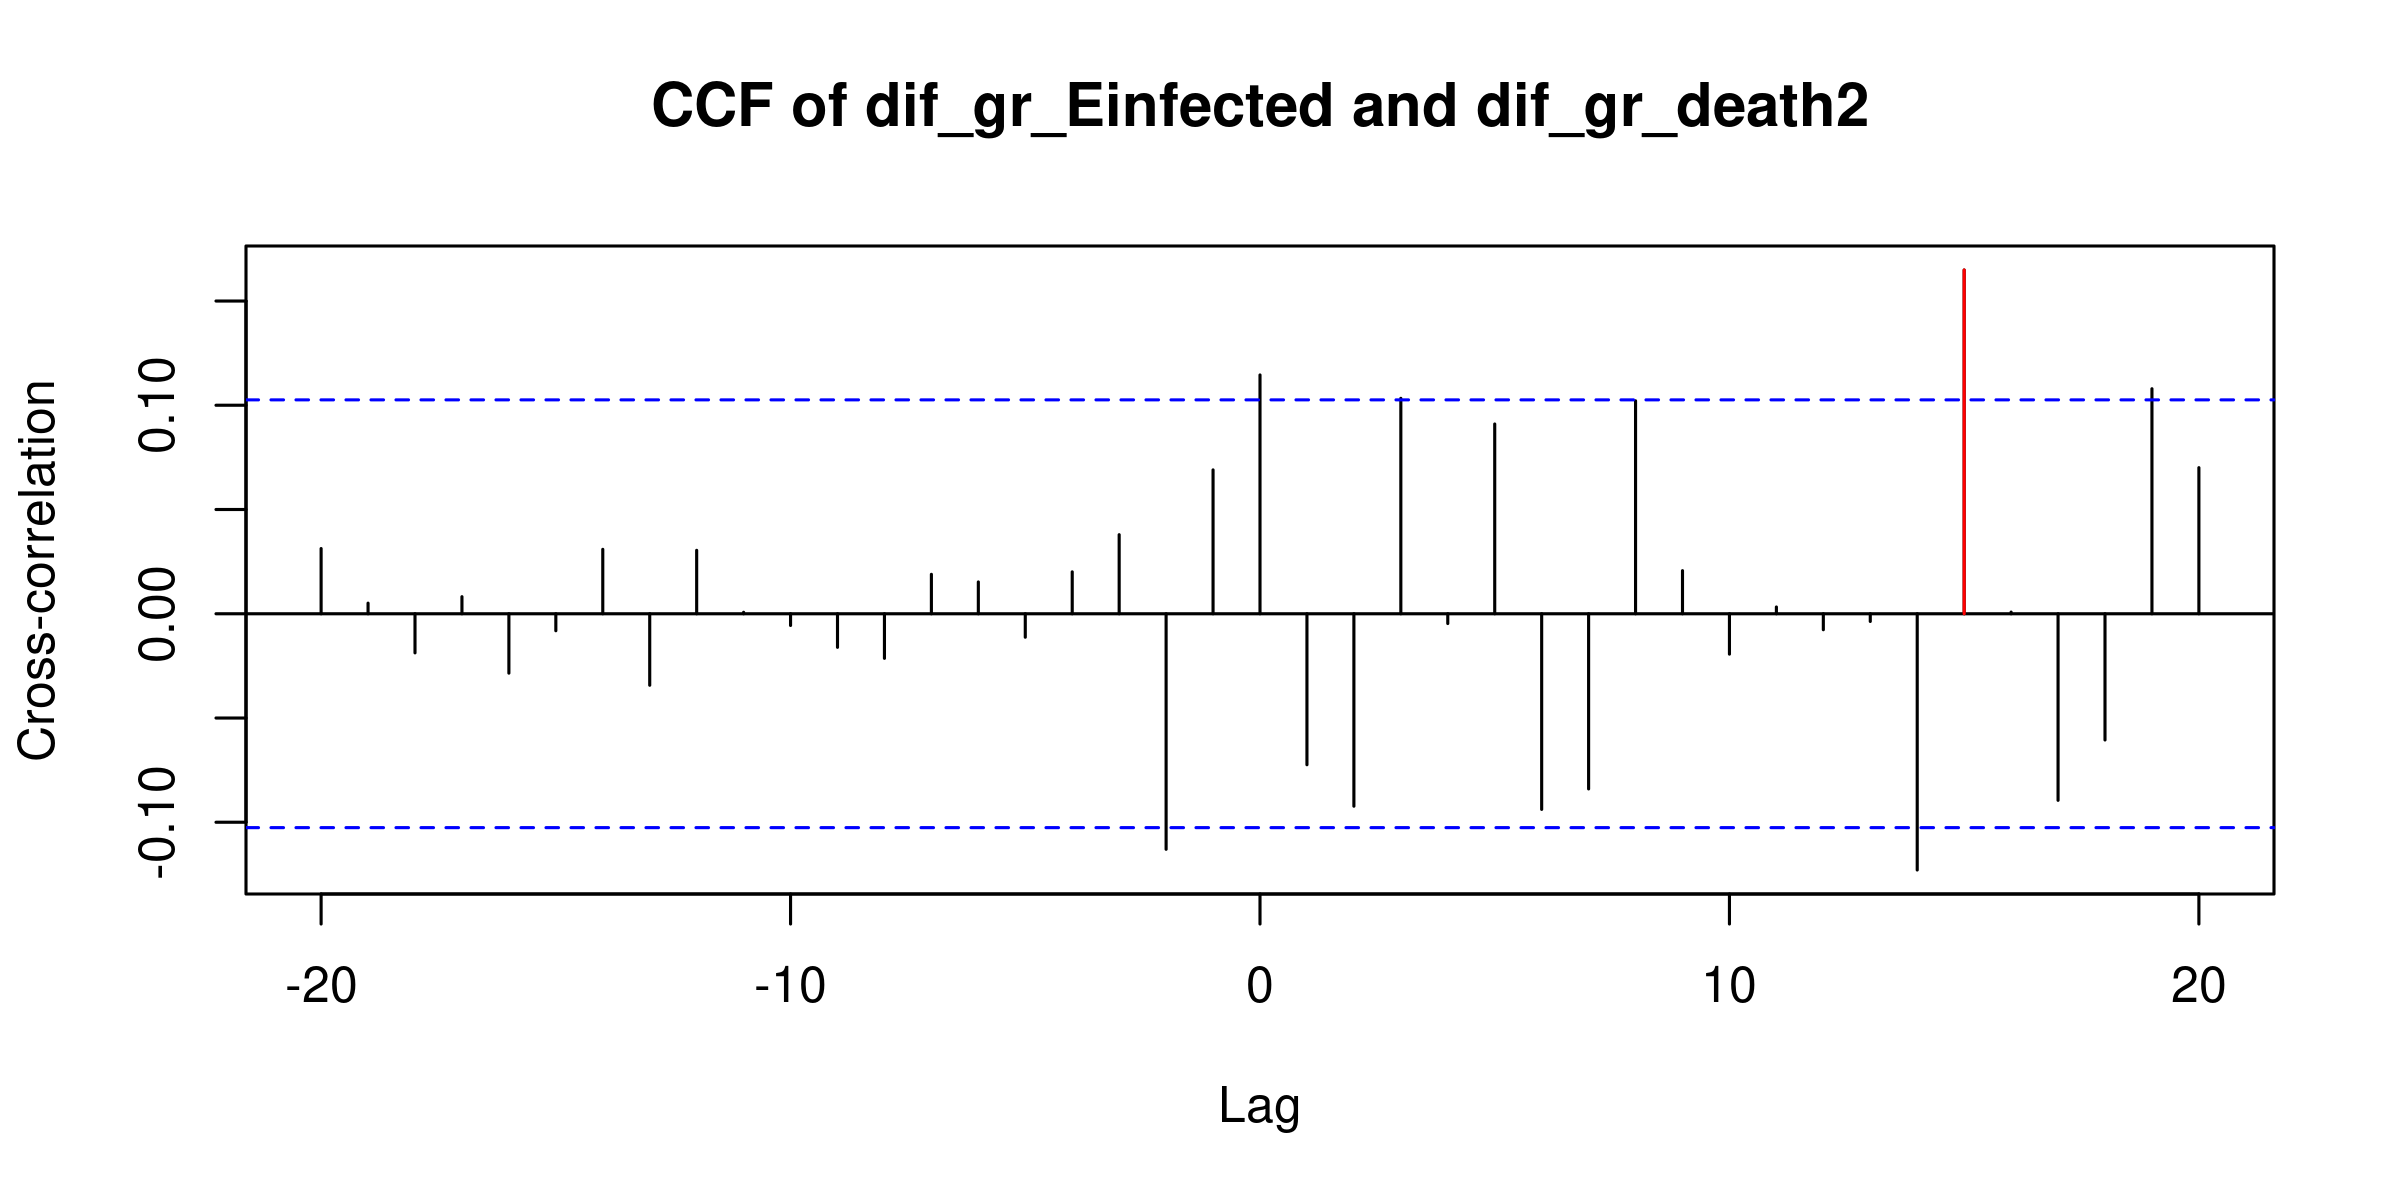 CCF of dif_gr_Einfected and dif_gr_death2
Cross-correlation
0.10
0.00
-0.10
-20 -10 0 10 20
Lag